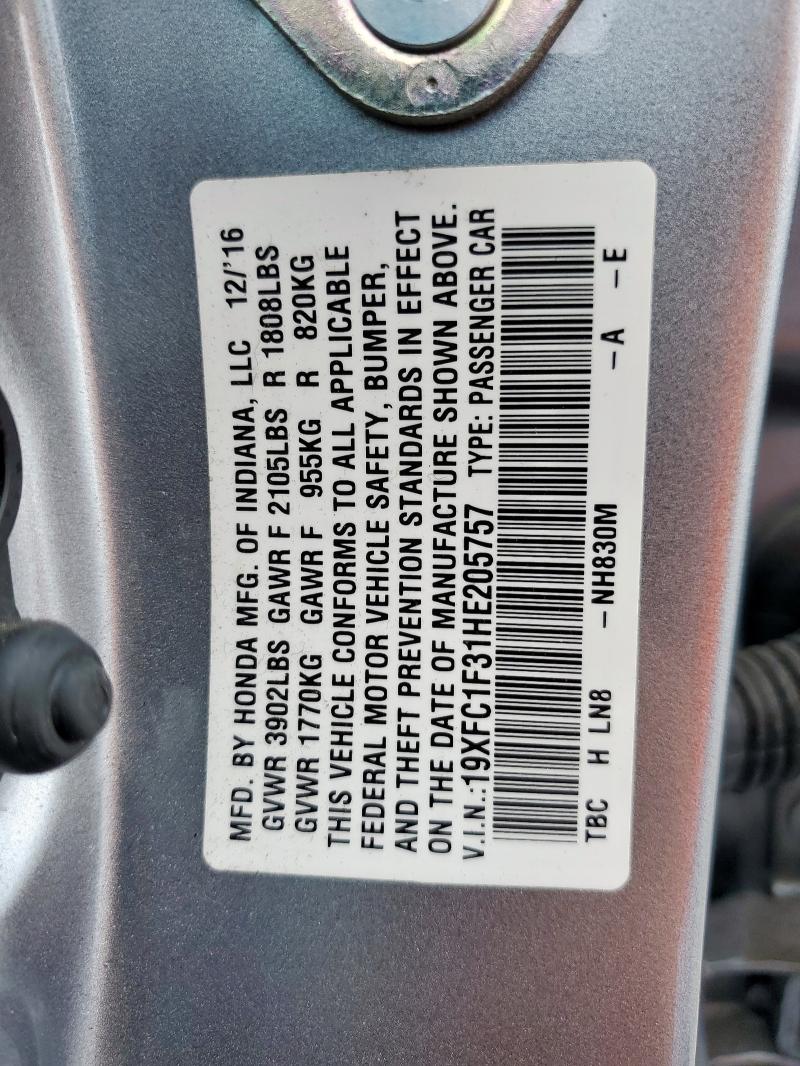 MFD. BY HONDA MFG. OF INDIANA, LLC 12/'16
GVWR 3902LBS GAWR F 2105LBS R 1808LBS
GVWR 1770KG GAWR F 955KG R 820KG
THIS VEHICLE CONFORMS TO ALL APPLICABLE
FEDERAL MOTOR VEHICLE SAFETY, BUMPER,
AND THEFT PREVENTION STANDARDS IN EFFECT
ON THE DATE OF MANUFACTURE SHOWN ABOVE.
V.I.N.:19XFC1F31HE205757 TYPE: PASSENGER CAR
TBC H LN8 -NH830M -A -E